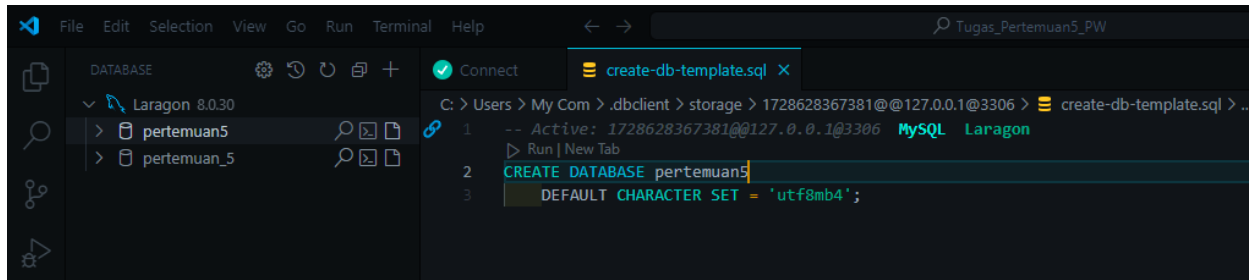 File Edit Selection View Go Run Terminal Help
Tugas_Pertemuan5_PW
DATABASE
Laragon 8.0.30
pertemuan5
pertemuan_5
Connect
create-db-template.sql
C: > Users > My Com > .dbclient > storage > 1728628367381@@127.0.0.1@3306 > create-db-template.sql > ...
1 -- Active: 1728628367381@@127.0.0.1@3306 MySQL Laragon
Run | New Tab
2 CREATE DATABASE pertemuan5
3 DEFAULT CHARACTER SET = 'utf8mb4';